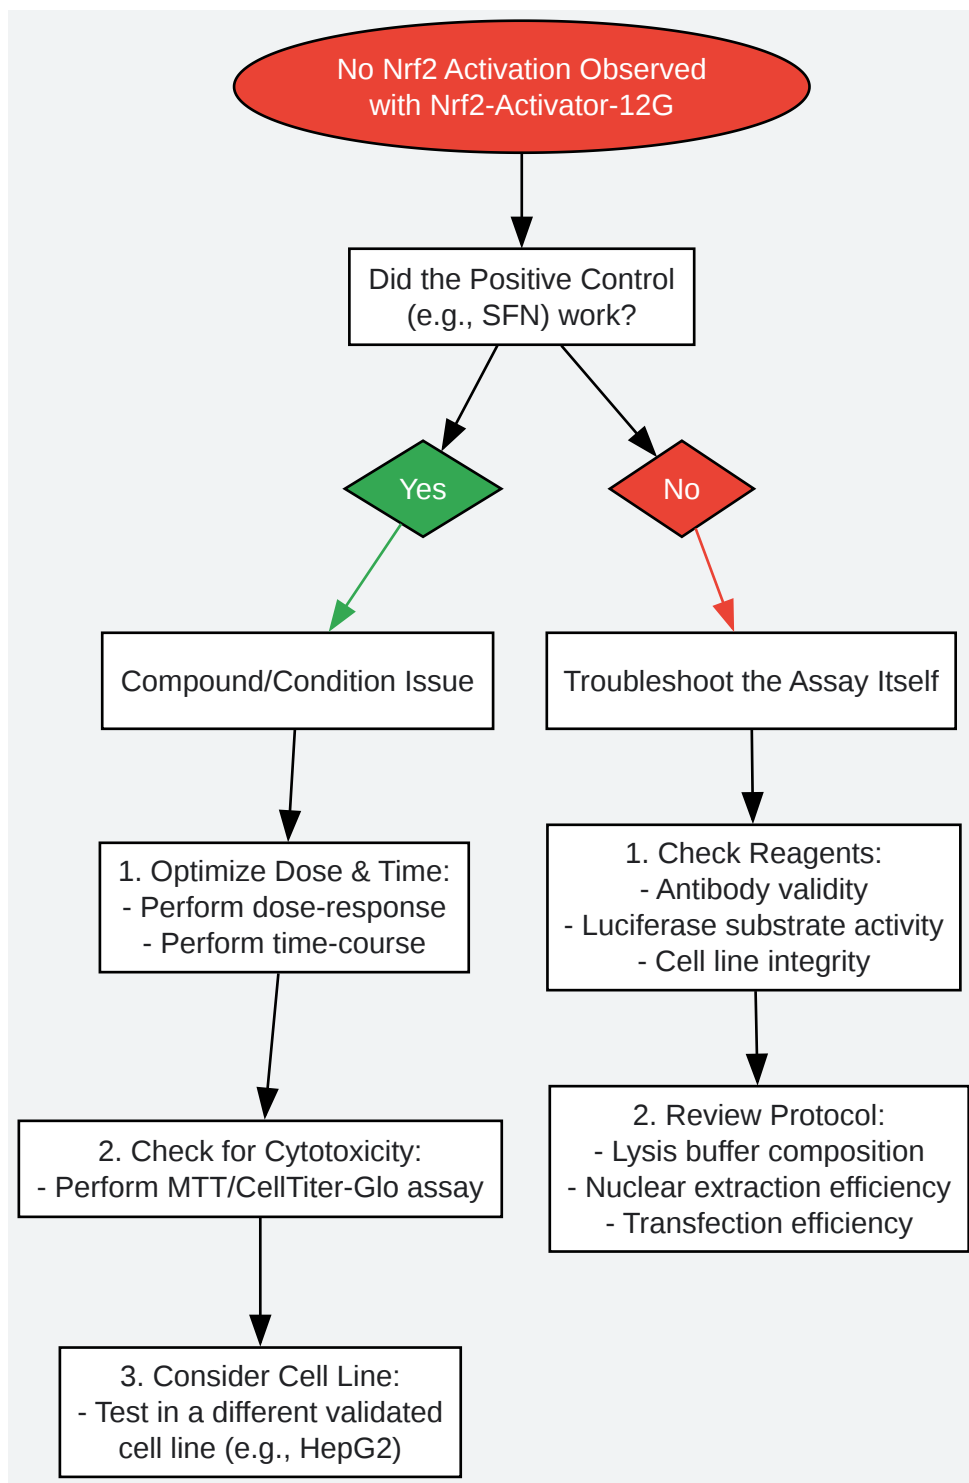 No Nrf2 Activation Observed
with Nrf2-Activator-12G
Did the Positive Control
(e.g., SFN) work?
Yes
No
Compound/Condition Issue
Troubleshoot the Assay Itself
1. Optimize Dose & Time:
- Perform dose-response
- Perform time-course
1. Check Reagents:
- Antibody validity
- Luciferase substrate activity
- Cell line integrity
2. Check for Cytotoxicity:
- Perform MTT/CellTiter-Glo assay
2. Review Protocol:
- Lysis buffer composition
- Nuclear extraction efficiency
- Transfection efficiency
3. Consider Cell Line:
- Test in a different validated
cell line (e.g., HepG2)